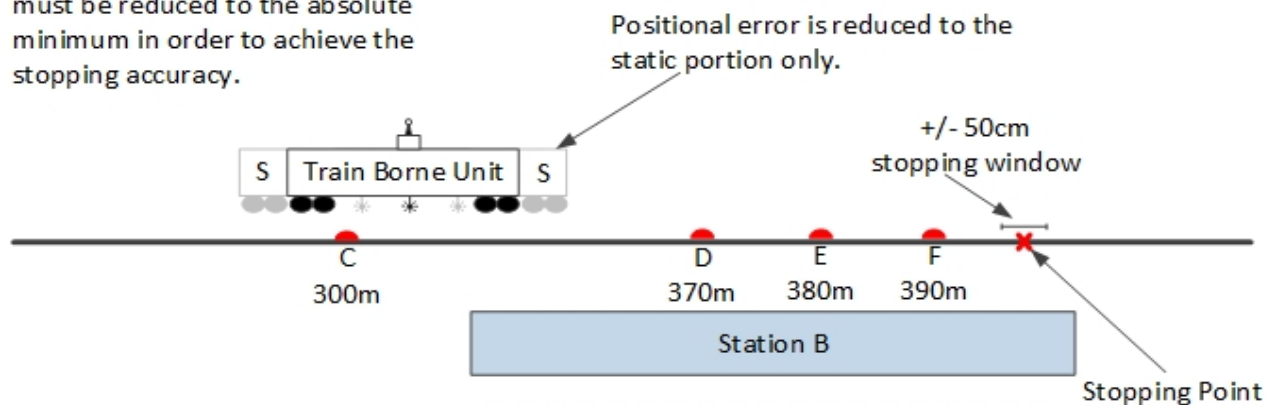 must be reduced to the absolute
minimum in order to achieve the
stopping accuracy.
Positional error is reduced to the
static portion only.
+/- 50cm
stopping window
S Train Borne Unit S
C D E F
300m 370m 380m 390m
Station B
Stopping Point